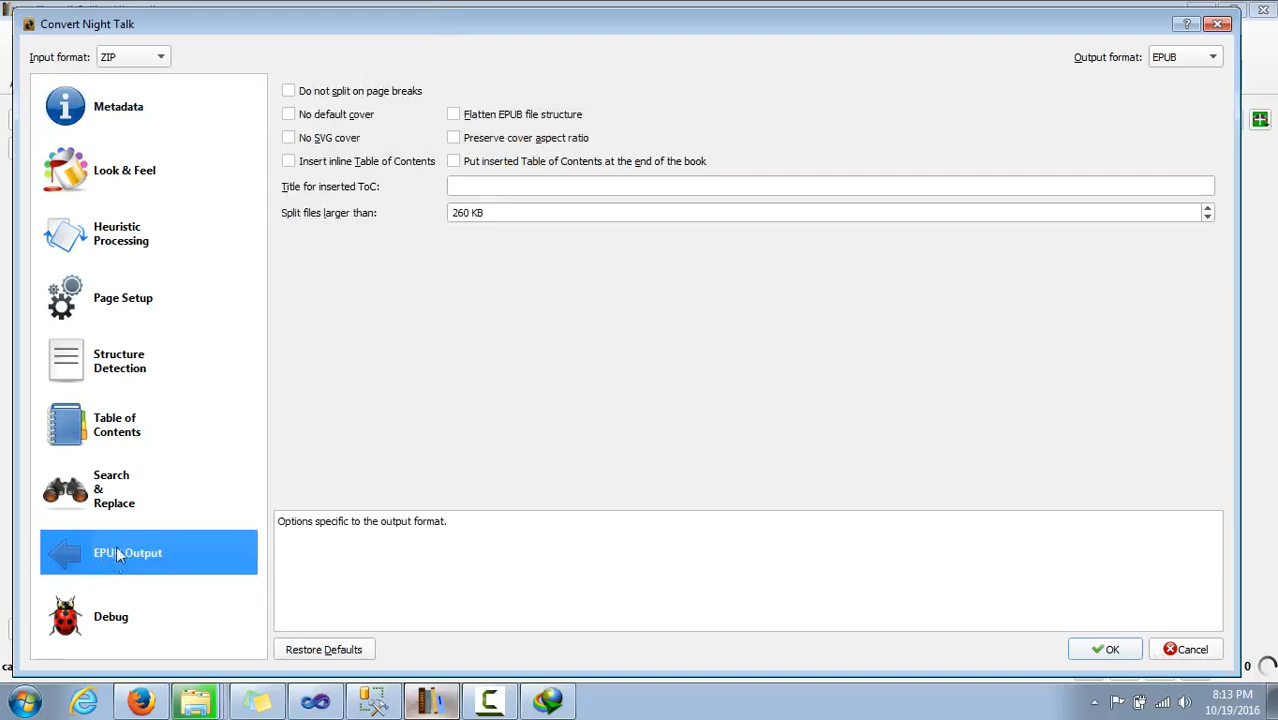 Convert Night Talk
Input format: ZIP
Output format: EPUB
Metadata
Look & Feel
Heuristic
Processing
Page Setup
Structure
Detection
Table of
Contents
Search
&
Replace
EPUB Output
Debug
Do not split on page breaks
No default cover
Flatten EPUB file structure
No SVG cover
Preserve cover aspect ratio
Insert inline Table of Contents
Put inserted Table of Contents at the end of the book
Title for inserted ToC:
Split files larger than: 260 KB
Options specific to the output format.
Restore Defaults
OK
Cancel
ca
0
8:13 PM
10/19/2016